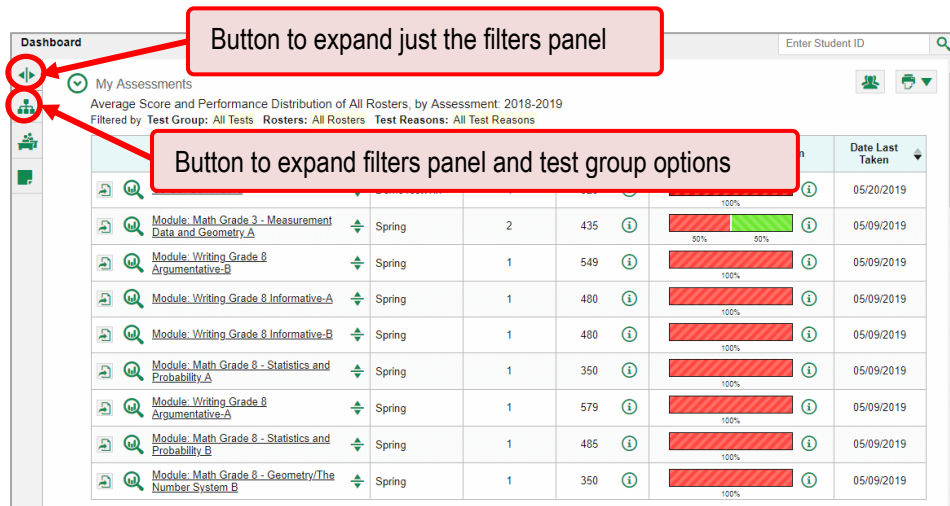 Button to expand just the filters panel
Dashboard
Enter Student ID
My Assessments
Average Score and Performance Distribution of All Rosters, by Assessment: 2018-2019
Filtered by Test Group: All Tests Rosters: All Rosters Test Reasons: All Test Reasons
Button to expand filters panel and test group options
Date Last
Taken
100%
05/20/2019
Module: Math Grade 3 - Measurement
Data and Geometry A
Spring
2
435
50% 50%
05/09/2019
Module: Writing Grade 8
Argumentative-B
Spring
1
549
100%
05/09/2019
Module: Writing Grade 8 Informative-A
Spring
1
480
100%
05/09/2019
Module: Writing Grade 8 Informative-B
Spring
1
480
100%
05/09/2019
Module: Math Grade 8 - Statistics and
Probability A
Spring
1
350
100%
05/09/2019
Module: Writing Grade 8
Argumentative-A
Spring
1
579
100%
05/09/2019
Module: Math Grade 8 - Statistics and
Probability B
Spring
1
485
100%
05/09/2019
Module: Math Grade 8 - Geometry/The
Number System B
Spring
1
350
100%
05/09/2019